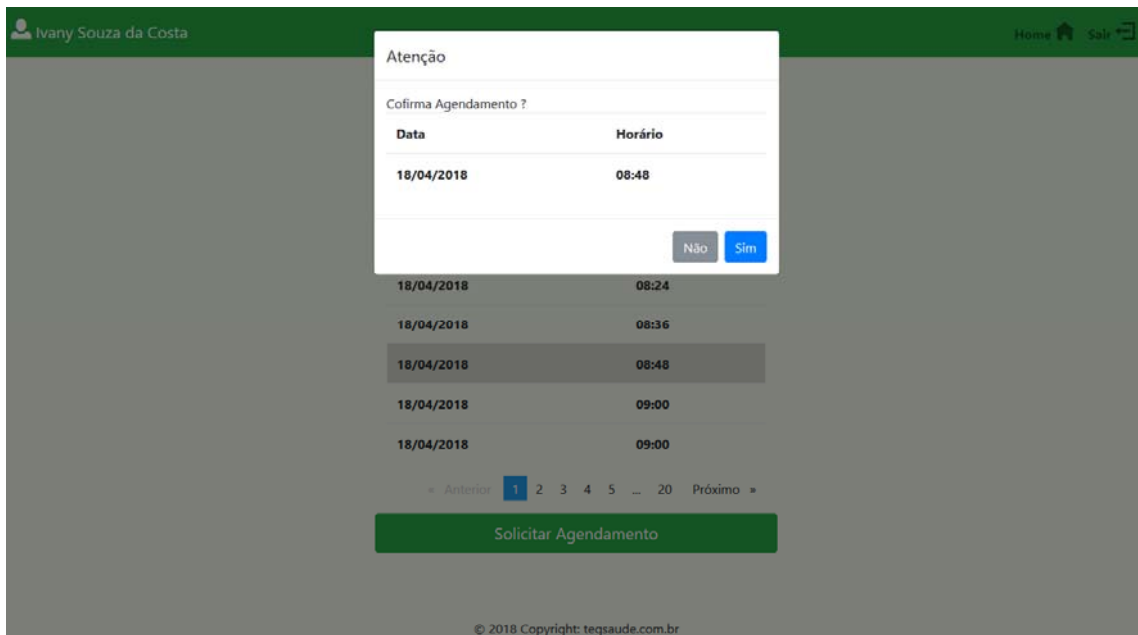 Ivany Souza da Costa Home Sair
Atenção
Cofirma Agendamento ?
Data Horário
18/04/2018 08:48
Não Sim
18/04/2018 08:24
18/04/2018 08:36
18/04/2018 08:48
18/04/2018 09:00
18/04/2018 09:00
« Anterior 1 2 3 4 5 ... 20 Próximo »
Solicitar Agendamento
© 2018 Copyright: teqsaude.com.br